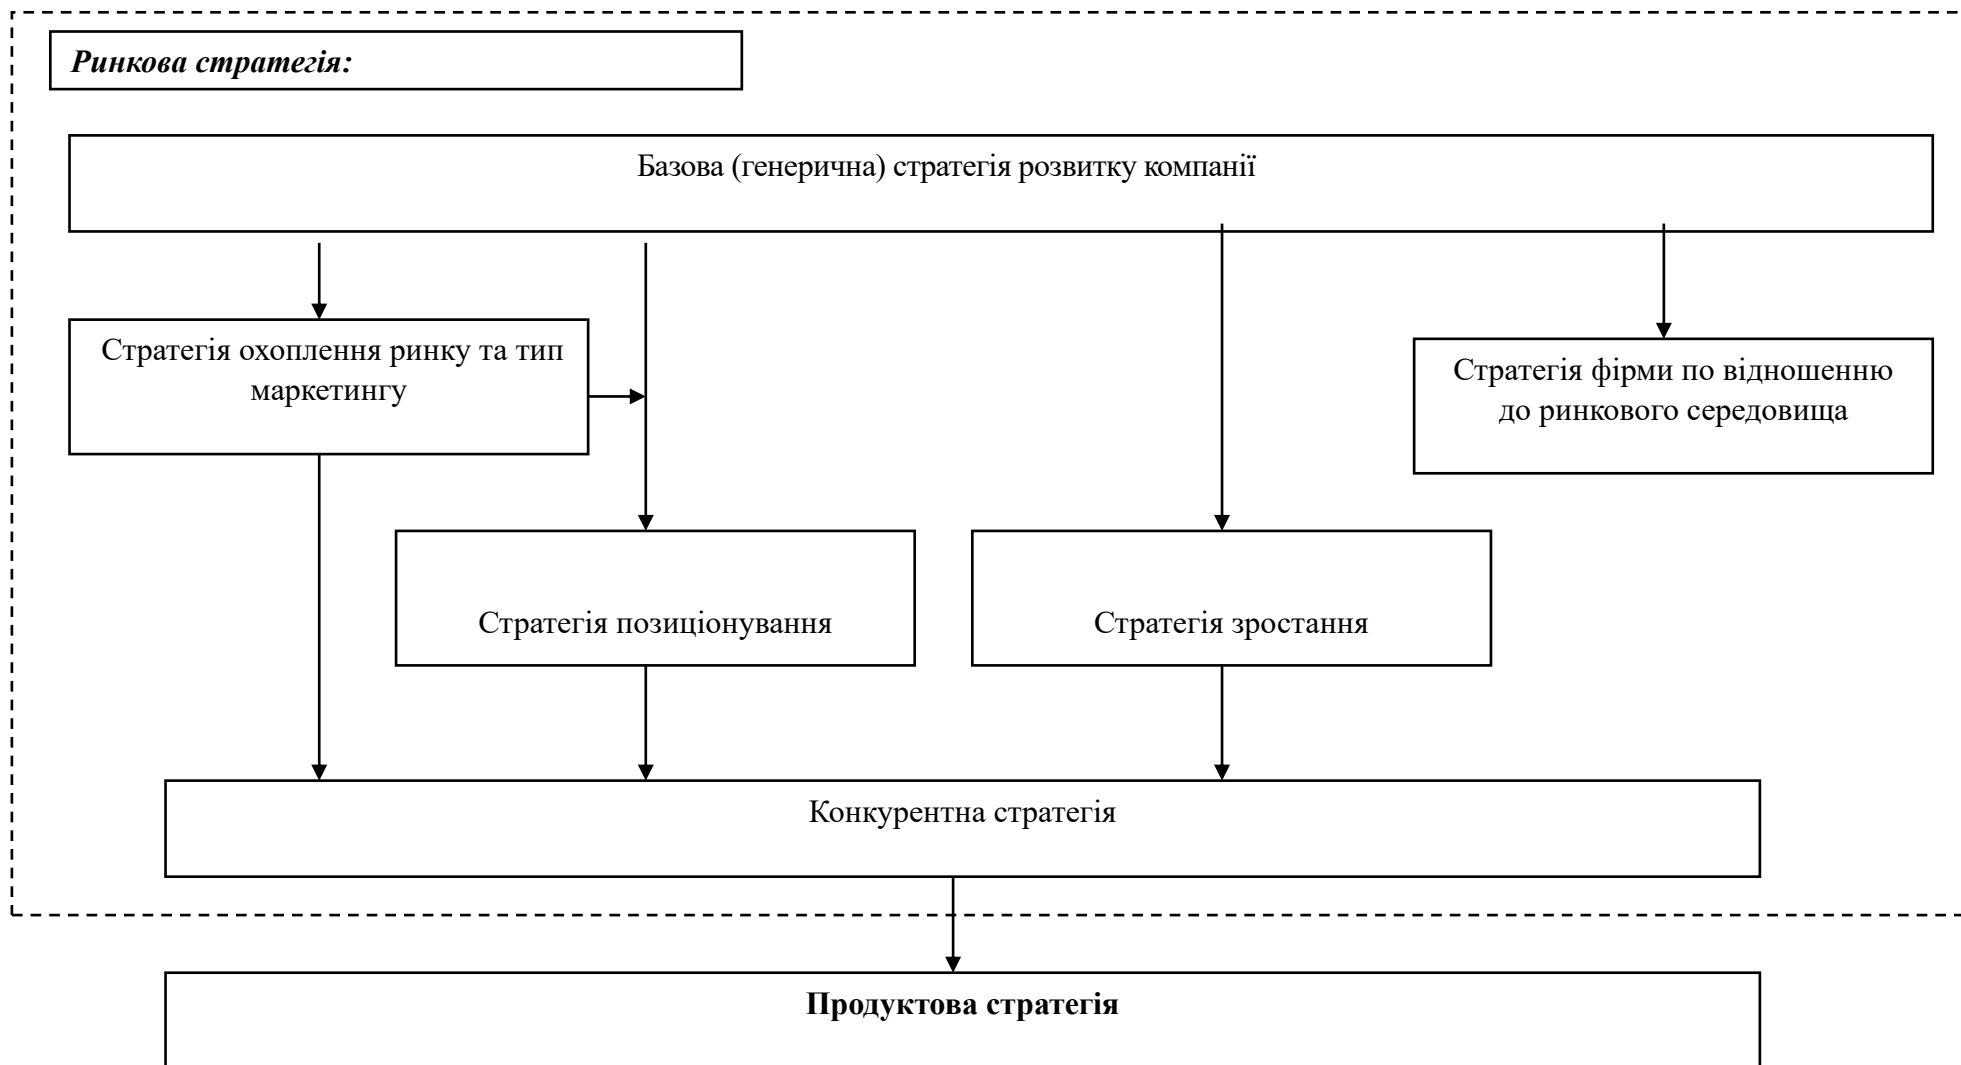 Ринкова стратегія:
Базова (генерична) стратегія розвитку компанії
Стратегія охоплення ринку та тип
маркетингу
Стратегія фірми по відношенню
до ринкового середовища
Стратегія позиціонування
Стратегія зростання
Конкурентна стратегія
Продуктова стратегія